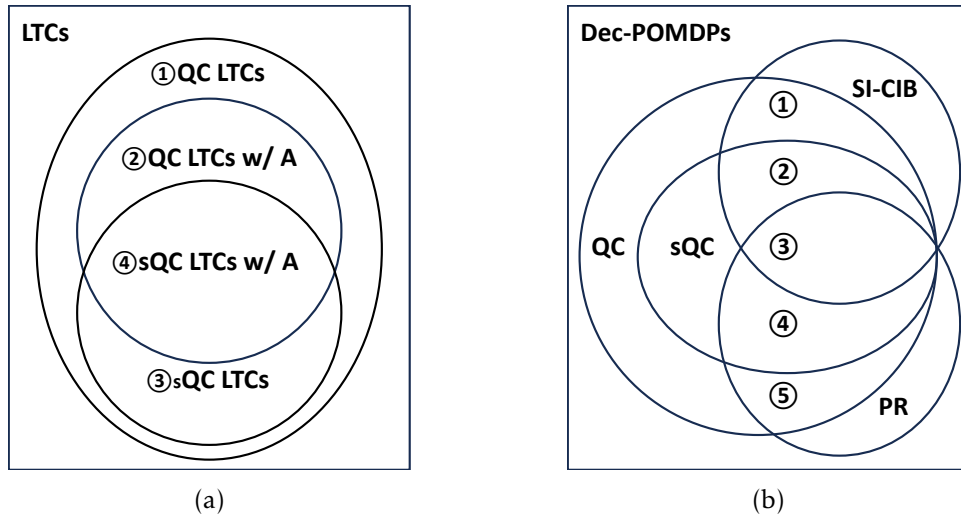 LTCs
①QC LTCs
②QC LTCs w/ A
④sQC LTCs w/ A
③sQC LTCs
(a)
Dec-POMDPs
SI-CIB
①
②
QC
sQC
③
④
⑤
PR
(b)